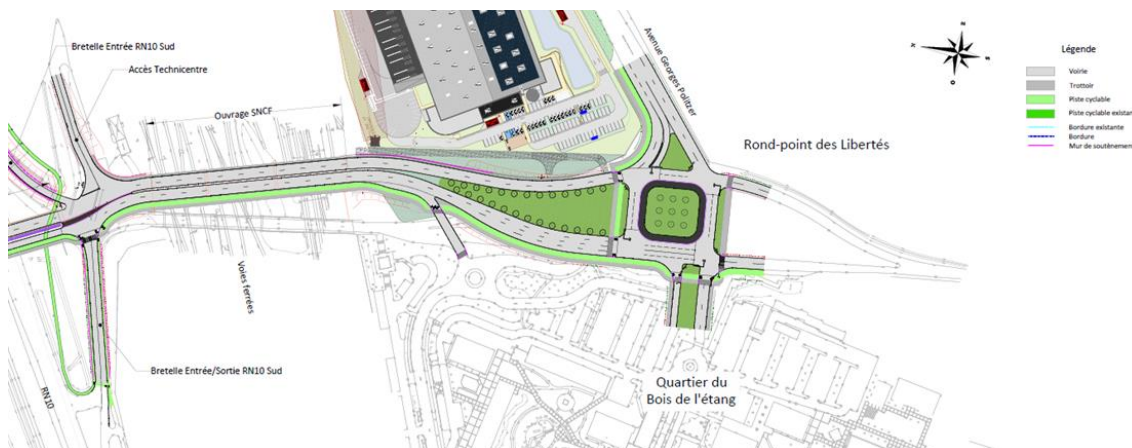 Bretelle Entrée RN10 Sud
Accès Technicentre
Ouvrage SNCF
Avenue Georges Politzer
Rond-point des Libertés
Voies ferrées
Bretelle Entrée/Sortie RN10 Sud
RN10
Quartier du
Bois de l'étang
N
Légende
Voirie
Trottoir
Piste cyclable
Piste cyclable existan
Bordure existante
Bordure
Mur de soutènement